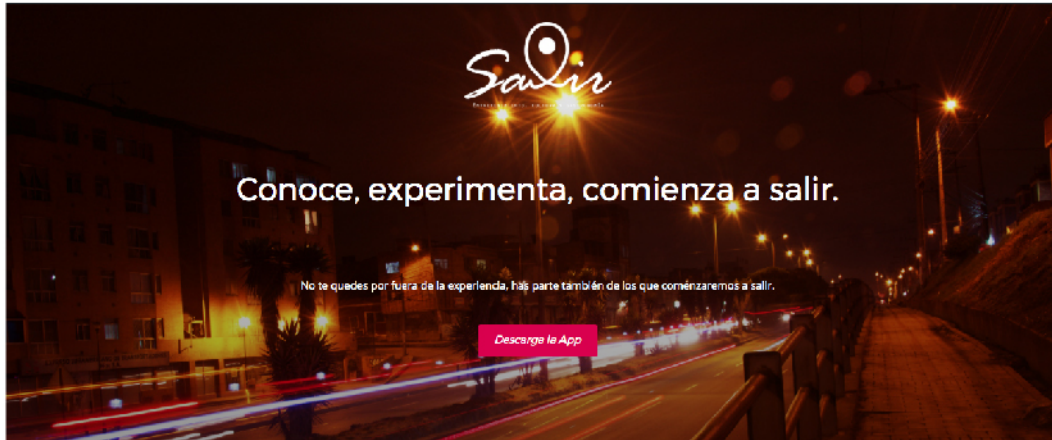 Salir
Conoce, experimenta, comienza a salir.
No te quedes por fuera de la experiencia, has parte también de los que comenzaremos a salir.
Descarga la App